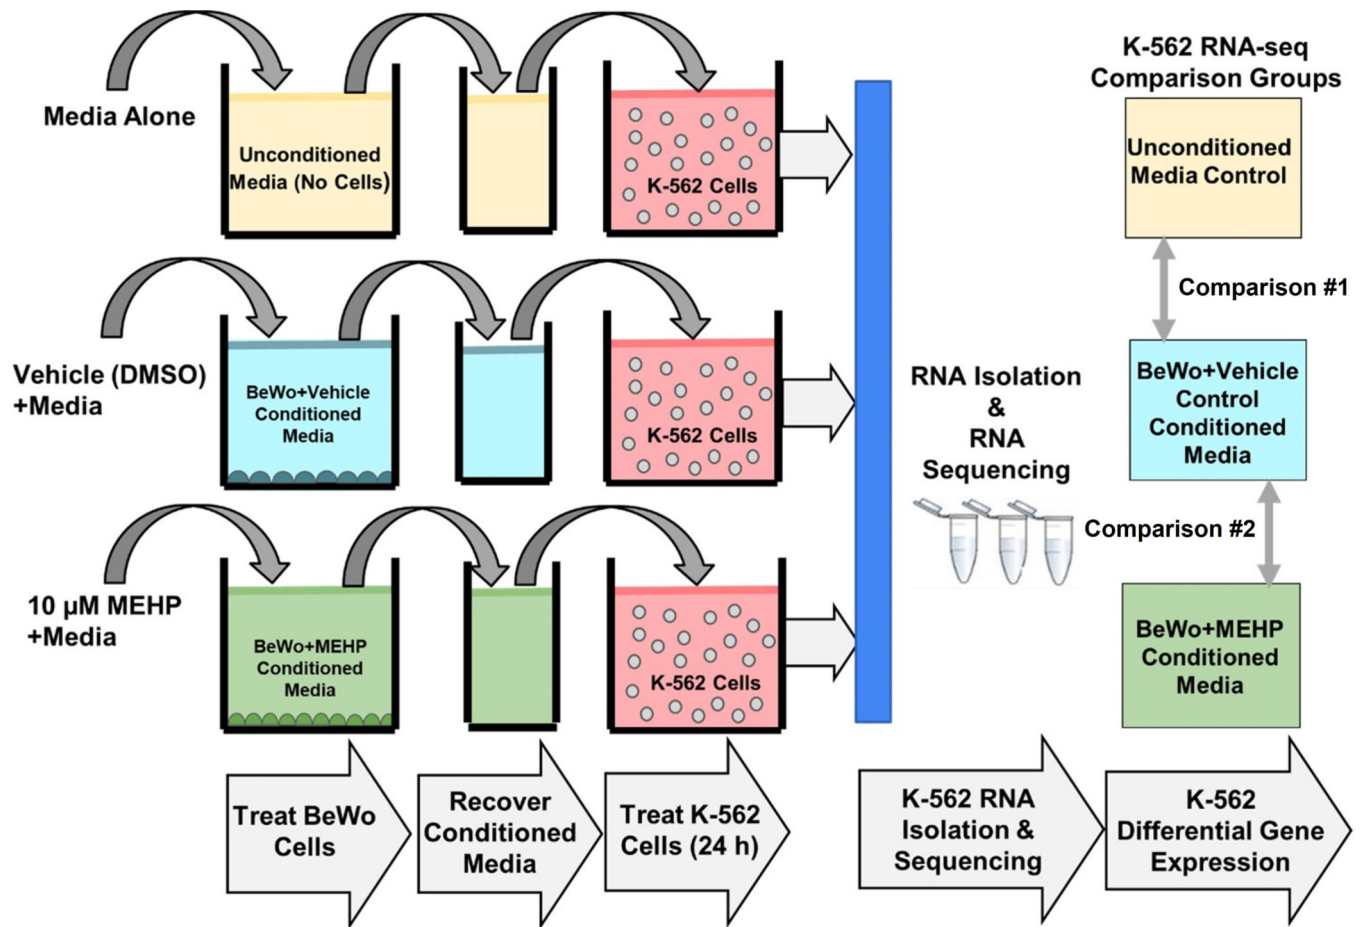 Media Alone
Unconditioned
Media (No Cells)
K-562 Cells
Vehicle (DMSO)
+Media
BeWo+Vehicle
Conditioned
Media
K-562 Cells
10 µM MEHP
+Media
BeWo+MEHP
Conditioned
Media
K-562 Cells
RNA Isolation
&
RNA
Sequencing
K-562 RNA-seq
Comparison Groups
Unconditioned
Media Control
Comparison #1
BeWo+Vehicle
Control
Conditioned
Media
Comparison #2
BeWo+MEHP
Conditioned
Media
Treat BeWo
Cells
Recover
Conditioned
Media
Treat K-562
Cells (24 h)
K-562 RNA
Isolation &
Sequencing
K-562
Differential Gene
Expression